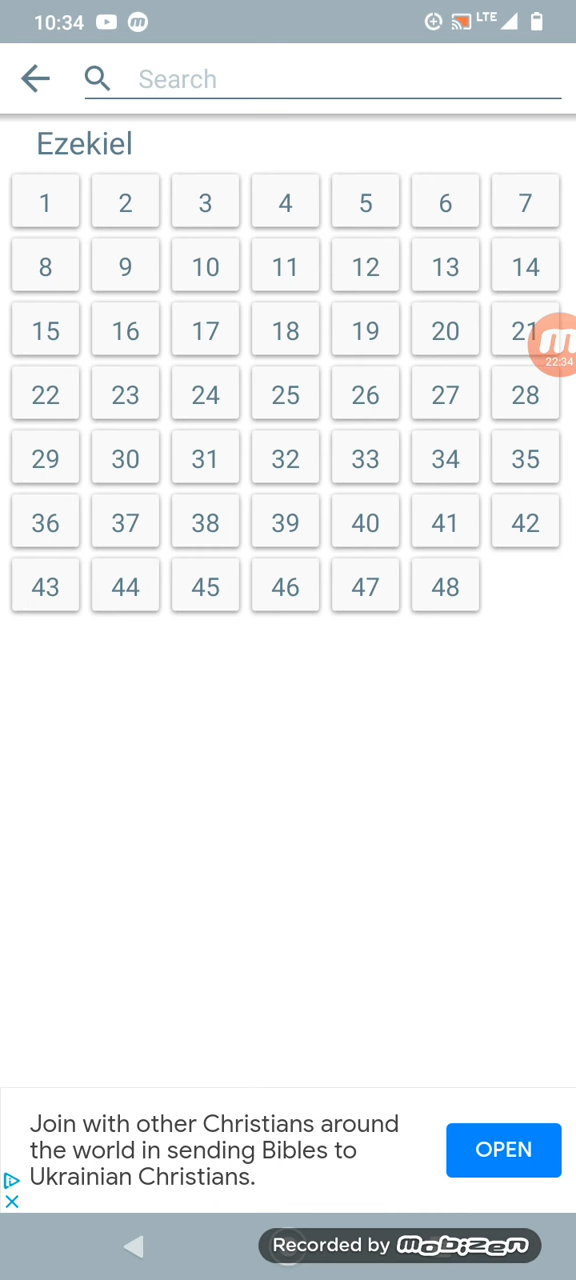 10:34 LTE
Search
Ezekiel
1 2 3 4 5 6 7
8 9 10 11 12 13 14
15 16 17 18 19 20 21
22:34
22 23 24 25 26 27 28
29 30 31 32 33 34 35
36 37 38 39 40 41 42
43 44 45 46 47 48
Join with other Christians around
the world in sending Bibles to
Ukrainian Christians.
OPEN
Recorded by mobizen